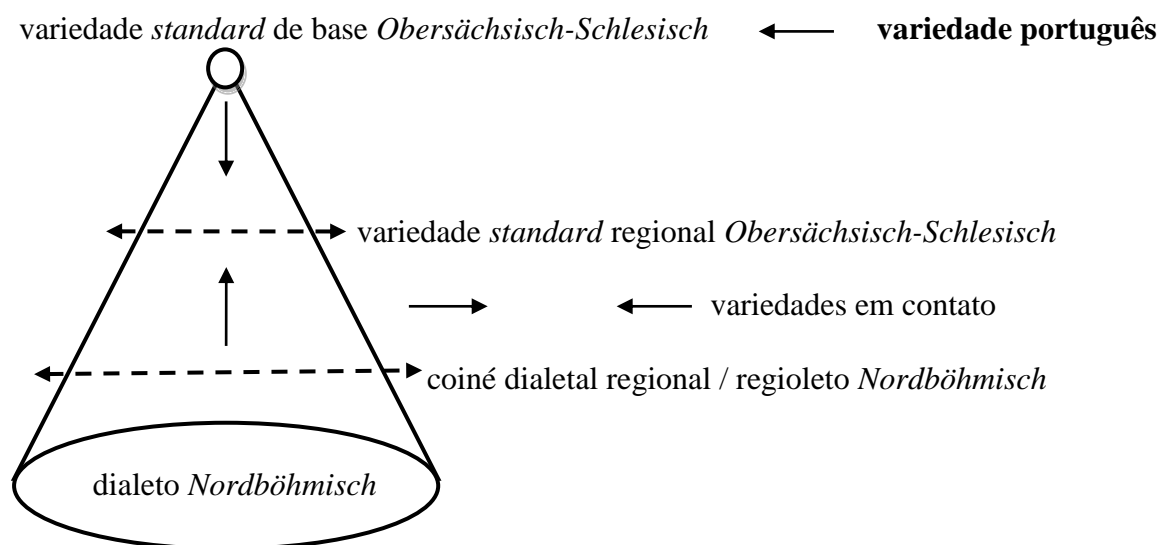 variedade standard de base Obersächsisch-Schlesisch variedade português
variedade standard regional Obersächsisch-Schlesisch
variedades em contato
coiné dialetal regional / regioleto Nordböhmisch
dialeto Nordböhmisch